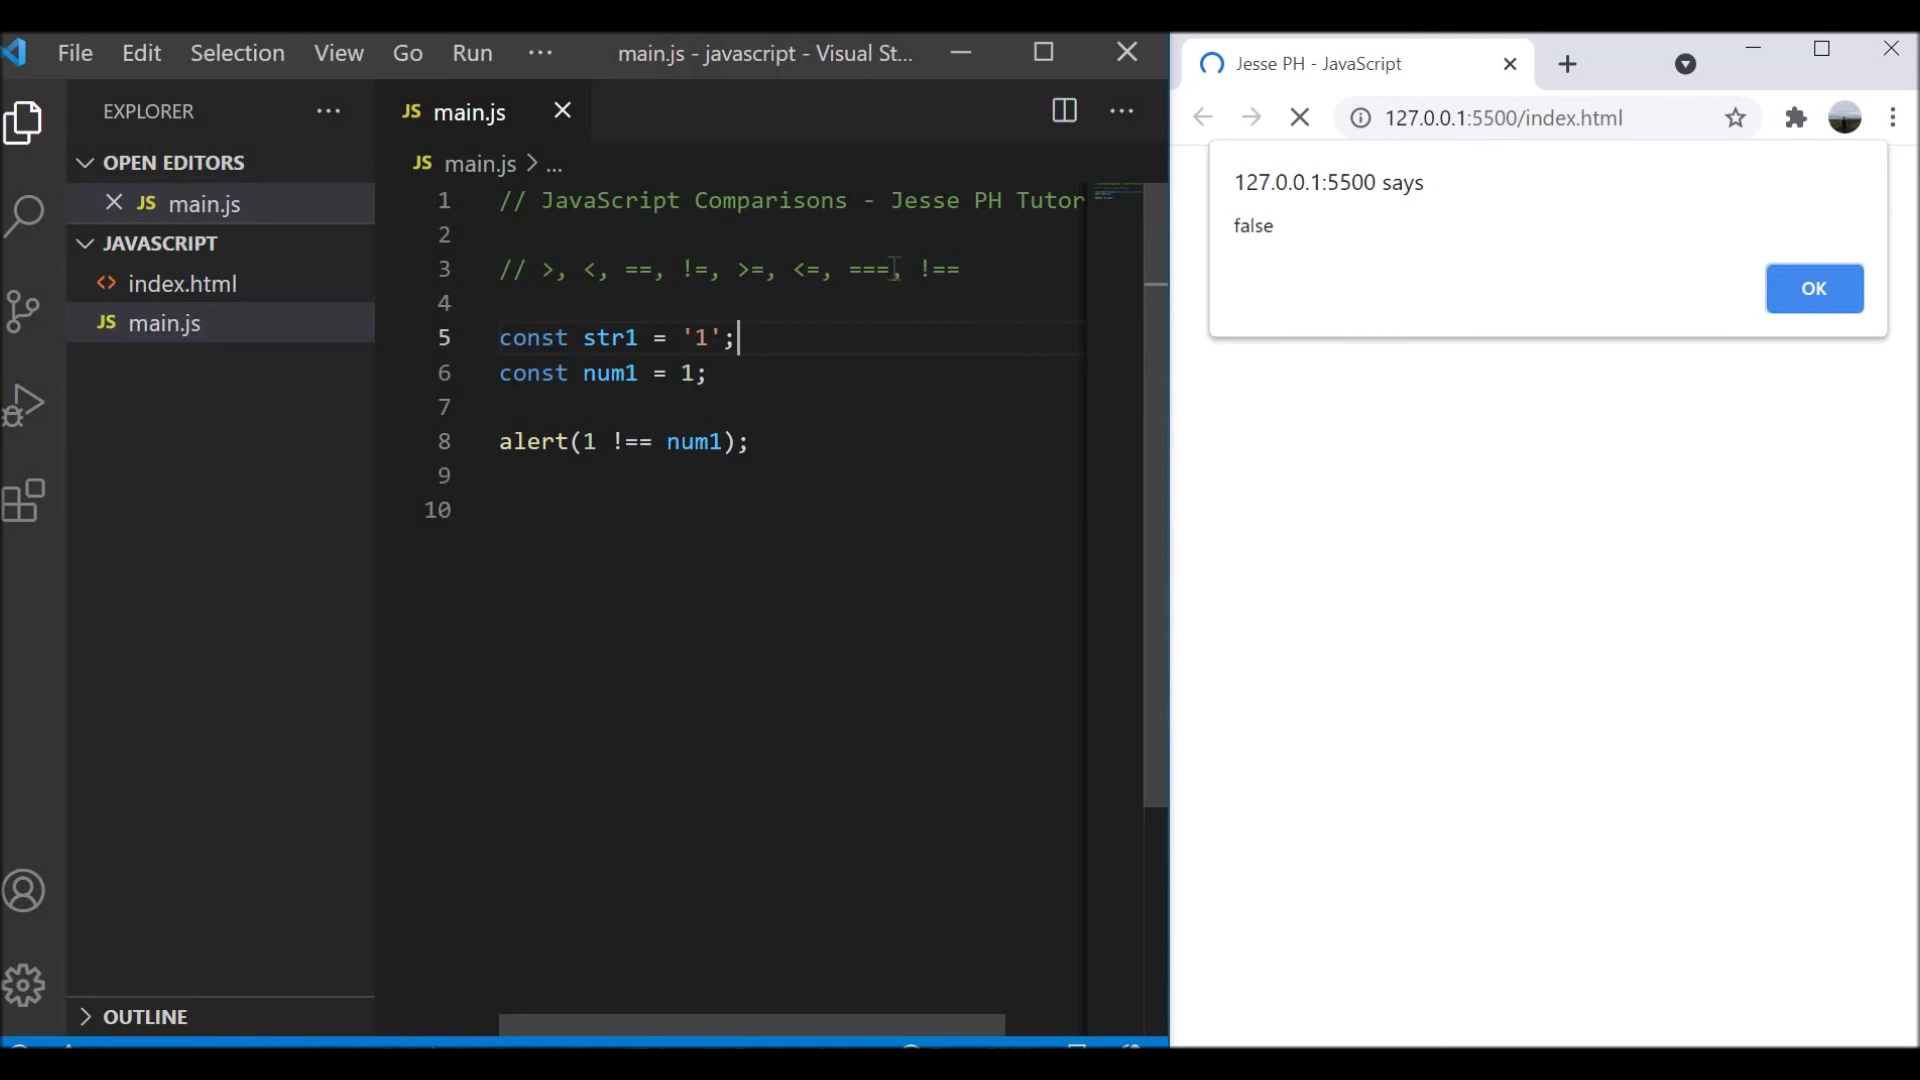 File Edit Selection View Go Run ··· main.js - javascript - Visual St...
EXPLORER ···
OPEN EDITORS
JS main.js
JAVASCRIPT
<> index.html
JS main.js
OUTLINE
JS main.js
JS main.js > ...
1 // JavaScript Comparisons - Jesse PH Tutor
2
3 // >, <, ==, !=, >=, <=, ===, !==
4
5 const str1 = '1';
6 const num1 = 1;
7
8 alert(1 !== num1);
9
10
Jesse PH - JavaScript
127.0.0.1:5500/index.html
127.0.0.1:5500 says
false
OK